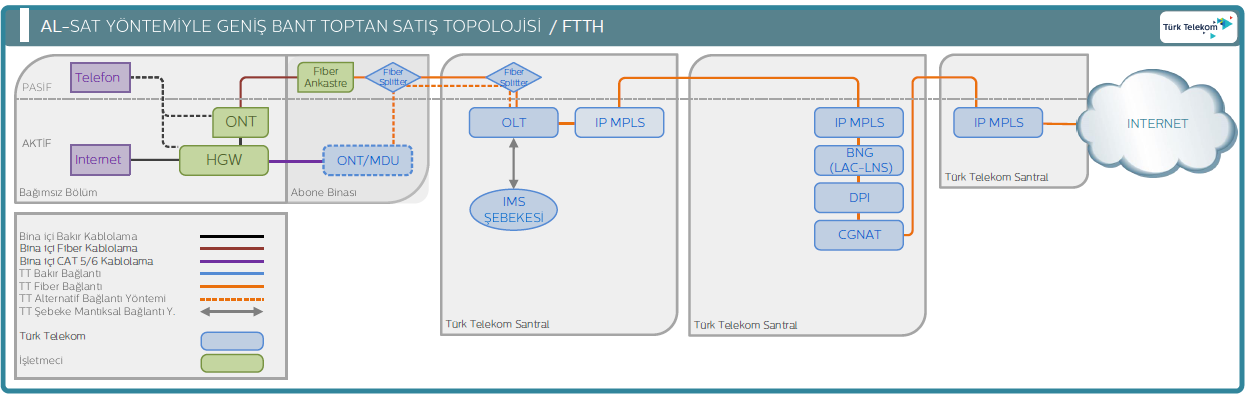 AL-SAT YÖNTEMİYLE GENİŞ BANT TOPTAN SATIŞ TOPOLOJİSİ / FTTH
Türk Telekom
PASİF
AKTİF
Telefon
Internet
ONT
HGW
Bağımsız Bölüm
Fiber
Ankastre
Fiber
Splitter
ONT/MDU
Abone Binası
Fiber
Splitter
OLT
IP MPLS
IMS
ŞEBEKESİ
Türk Telekom Santral
IP MPLS
BNG
(LAC-LNS)
DPI
CGNAT
Türk Telekom Santral
IP MPLS
Türk Telekom Santral
INTERNET
Bina içi Bakır Kablolama
Bina içi Fiber Kablolama
Bina içi CAT 5/6 Kablolama
TT Bakır Bağlantı
TT Fiber Bağlantı
TT Alternatif Bağlantı Yöntemi
TT Şebeke Mantıksal Bağlantı Y.
Türk Telekom
İşletmeci